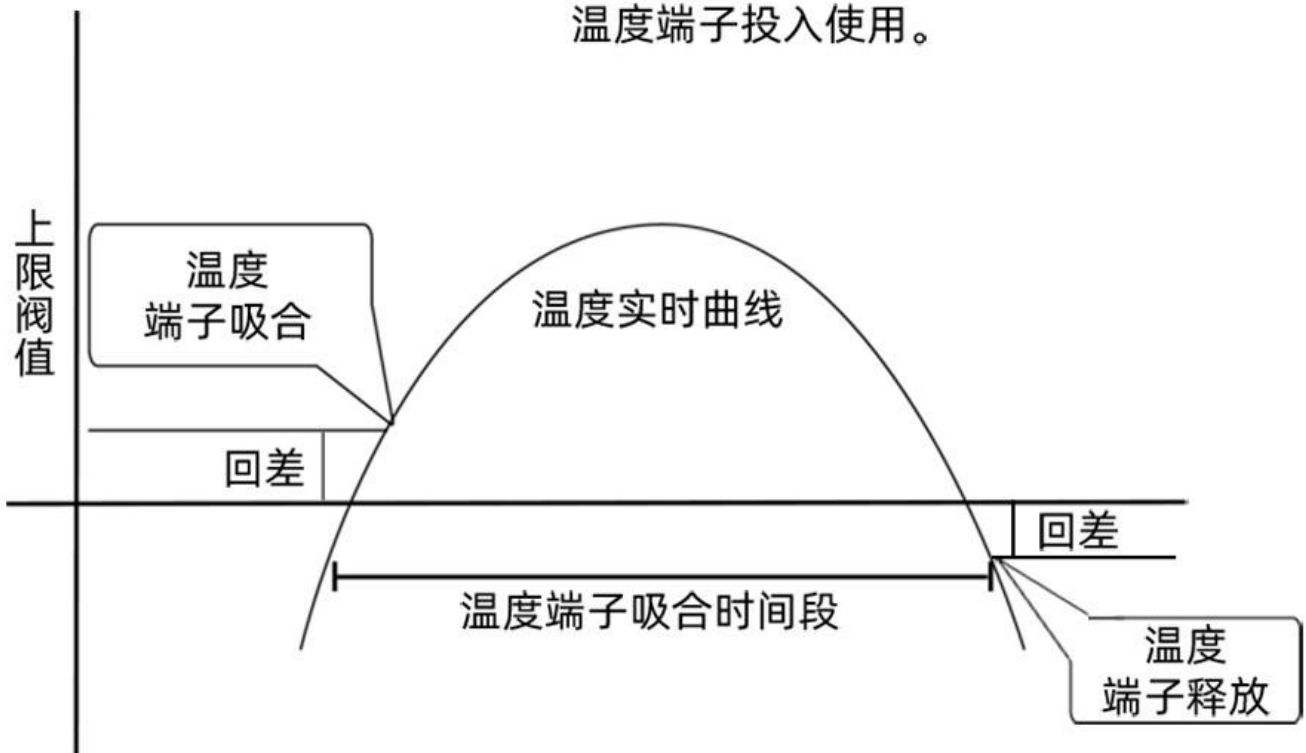 温度端子投入使用。
上
限
阀
值
温度
端子吸合
温度实时曲线
回差
回差
温度端子吸合时间段
温度
端子释放